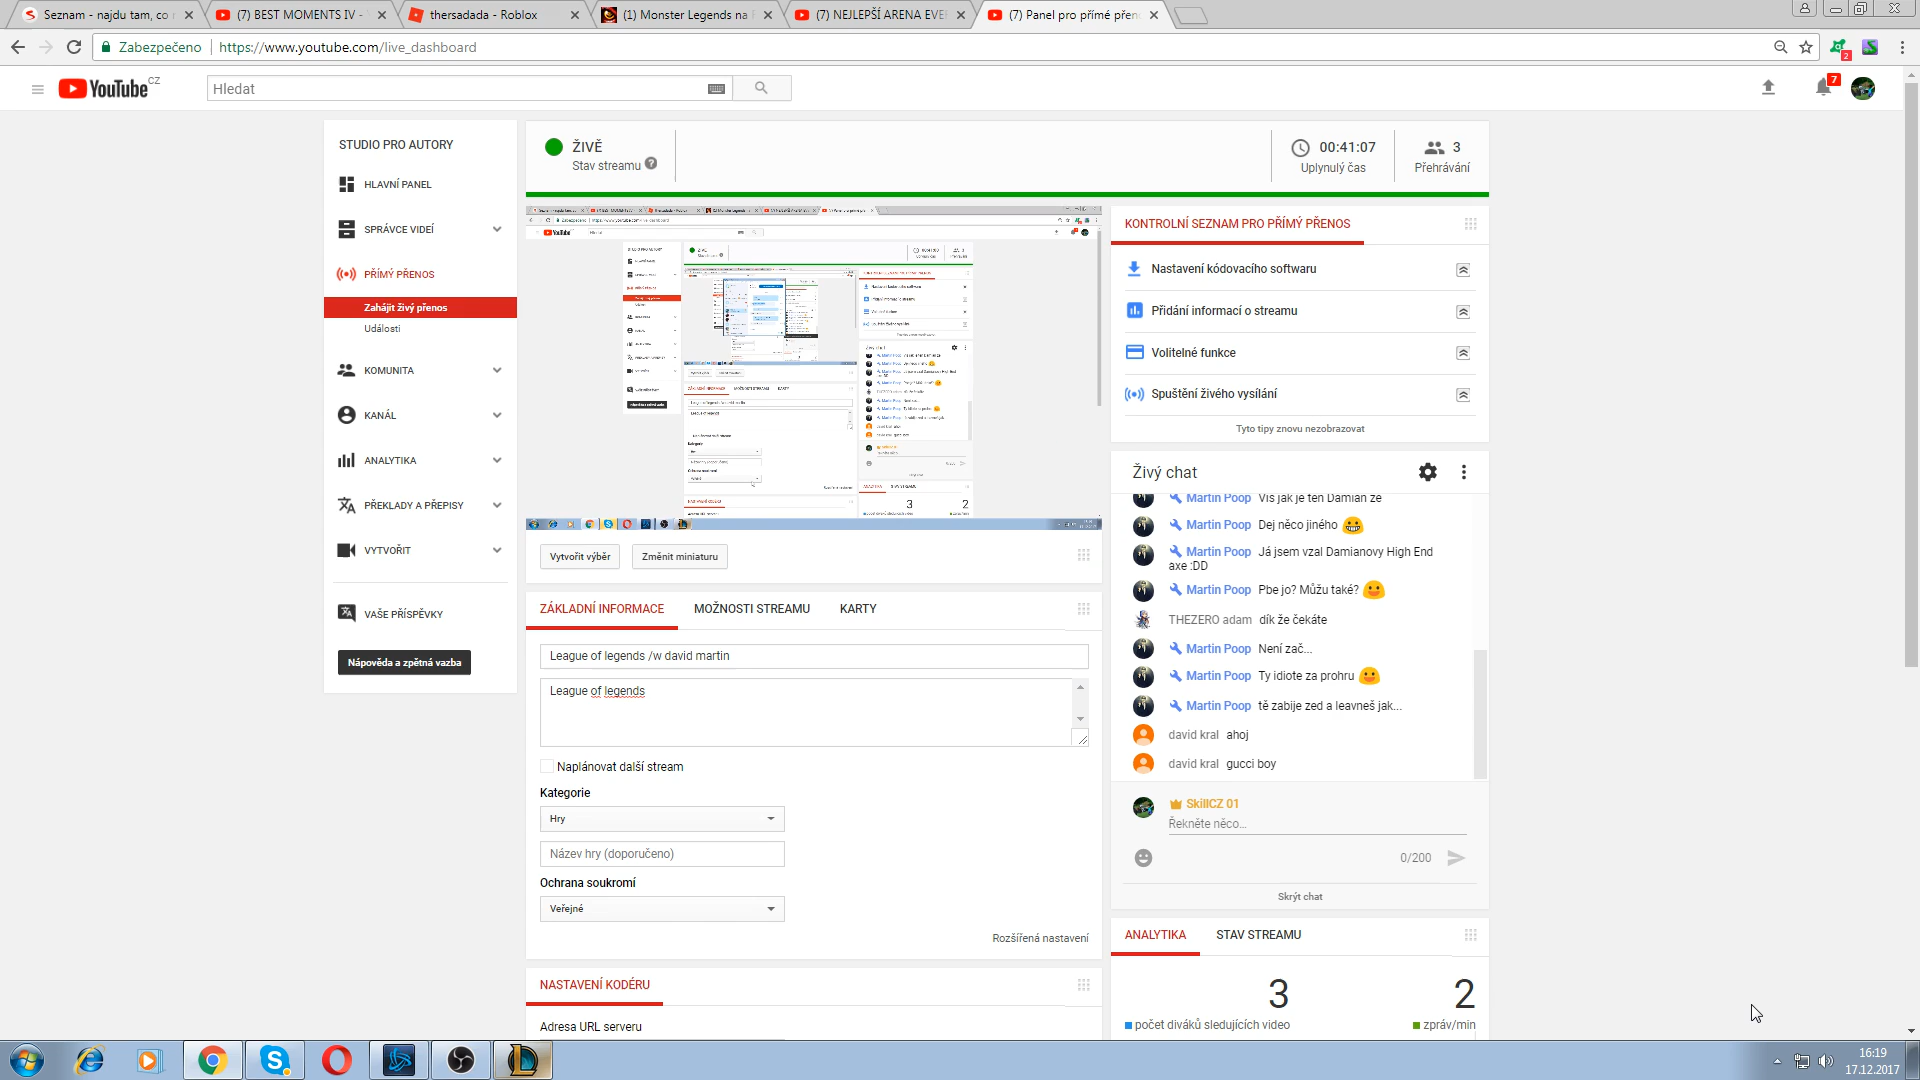 Seznam - najdu tam, co
(7) BEST MOMENTS IV -
thersadada - Roblox
(1) Monster Legends na
(7) NEJLEPŠÍ ARENA EVE
(7) Panel pro přímé přen
Zabezpečeno
https://www.youtube.com/live_dashboard
2
YouTube CZ
Hledat
7
STUDIO PRO AUTORY
HLAVNÍ PANEL
SPRÁVCE VIDEÍ
PŘÍMÝ PŘENOS
Zahájit živý přenos
Události
KOMUNITA
KANÁL
ANALYTIKA
PŘEKLADY A PŘEPISY
VYTVOŘIT
VAŠE PŘÍSPĚVKY
Nápověda a zpětná vazba
ŽIVĚ
Stav streamu
00:41:07
Uplynulý čas
3
Přehrávání
Vytvořit výběr
Změnit miniaturu
ZÁKLADNÍ INFORMACE
MOŽNOSTI STREAMU
KARTY
League of legends /w david martin
League of legends
Naplánovat další stream
Kategorie
Hry
Název hry (doporučeno)
Ochrana soukromí
Veřejné
Rozšířená nastavení
NASTAVENÍ KODÉRU
Adresa URL serveru
KONTROLNÍ SEZNAM PRO PŘÍMÝ PŘENOS
Nastavení kódovacího softwaru
Přidání informací o streamu
Volitelné funkce
Spuštění živého vysílání
Tyto tipy znovu nezobrazovat
Živý chat
Martin Poop Vis jak je ten Damian ze
Martin Poop Dej něco jiného
Martin Poop Já jsem vzal Damianovy High End
axe :DD
Martin Poop Pbe jo? Můžu také?
THEZERO adam dík že čekáte
Martin Poop Není zač...
Martin Poop Ty idiote za prohru
Martin Poop tě zabije zed a leavneš jak...
david kral ahoj
david kral gucci boy
SkillCZ 01
Řekněte něco...
0/200
Skrýt chat
ANALYTIKA
STAV STREAMU
3
2
počet diváků sledujících video
zpráv/min
16:19
17.12.2017